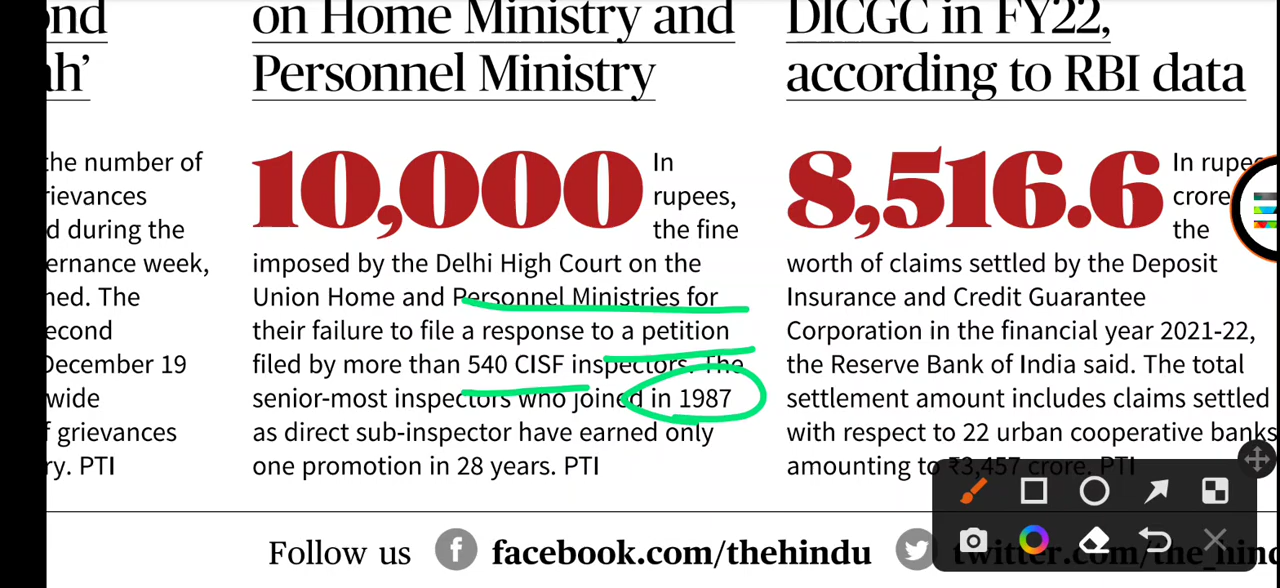 ond
ah’
the number of
rievances
d during the
ernance week,
ned. The
econd
December 19
wide
f grievances
ry. PTI
on Home Ministry and
Personnel Ministry
10,000 In
rupees,
the fine
imposed by the Delhi High Court on the
Union Home and Personnel Ministries for
their failure to file a response to a petition
filed by more than 540 CISF inspectors. The
senior-most inspectors who joined in 1987
as direct sub-inspector have earned only
one promotion in 28 years. PTI
DICGC in FY22,
according to RBI data
8,516.6 In rupee
crore
the
worth of claims settled by the Deposit
Insurance and Credit Guarantee
Corporation in the financial year 2021-22,
the Reserve Bank of India said. The total
settlement amount includes claims settled
with respect to 22 urban cooperative banks
amounting to ₹3,457 crore. PTI
Follow us facebook.com/thehindu twitter.com/the_hind